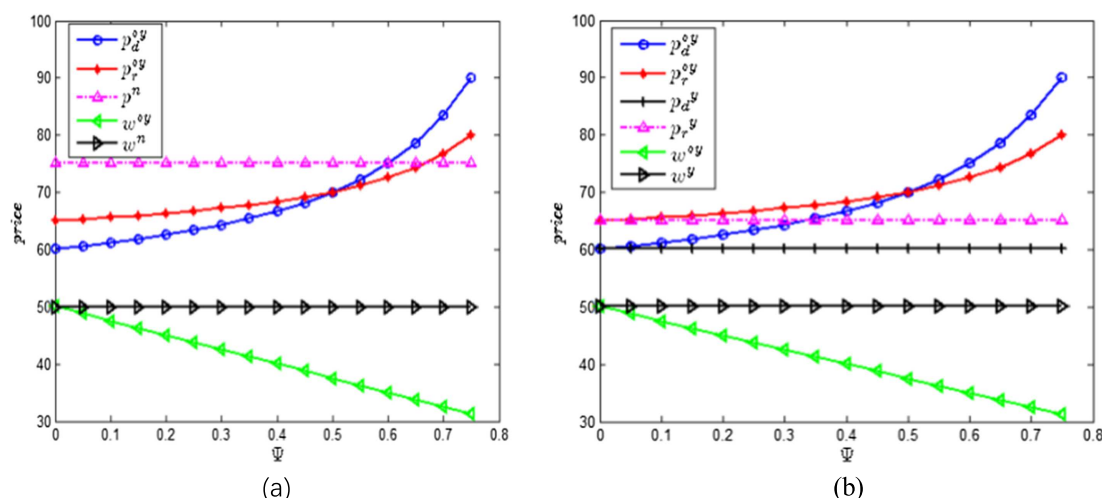 100
90
80
70
60
50
40
30
price
0 0.1 0.2 0.3 0.4 0.5 0.6 0.7 0.8
Ψ
p_d^{oy}
p_r^{oy}
p^n
w^{oy}
w^n
(a)
100
90
80
70
60
50
40
30
price
0 0.1 0.2 0.3 0.4 0.5 0.6 0.7 0.8
Ψ
p_d^{oy}
p_r^{oy}
p_d^y
p_r^y
w^{oy}
w^y
(b)